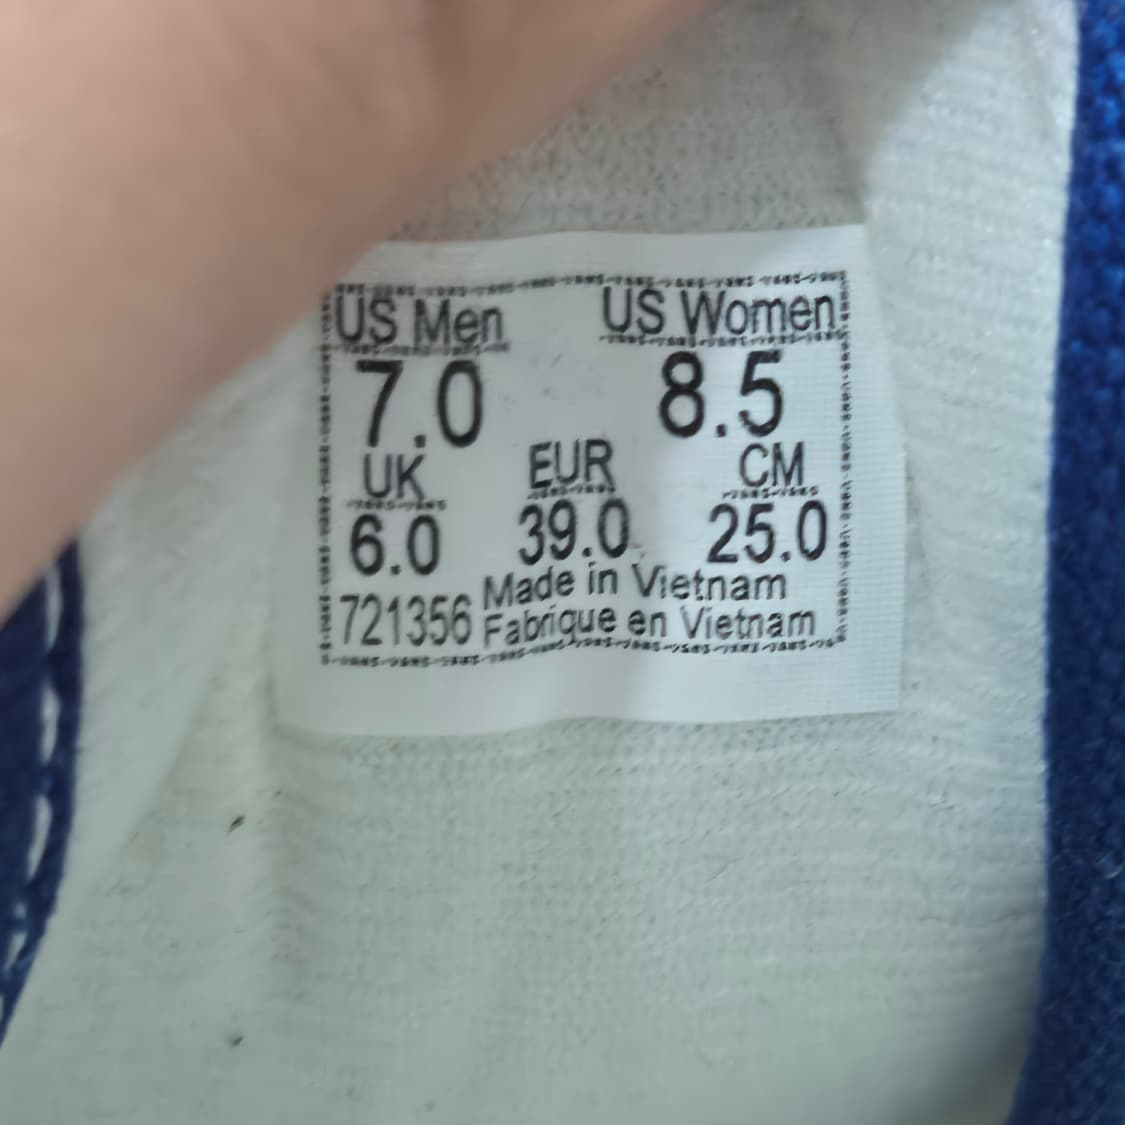 US Men US Women
7.0 8.5
UK EUR CM
6.0 39.0 25.0
721356 Made in Vietnam
Fabrique en Vietnam